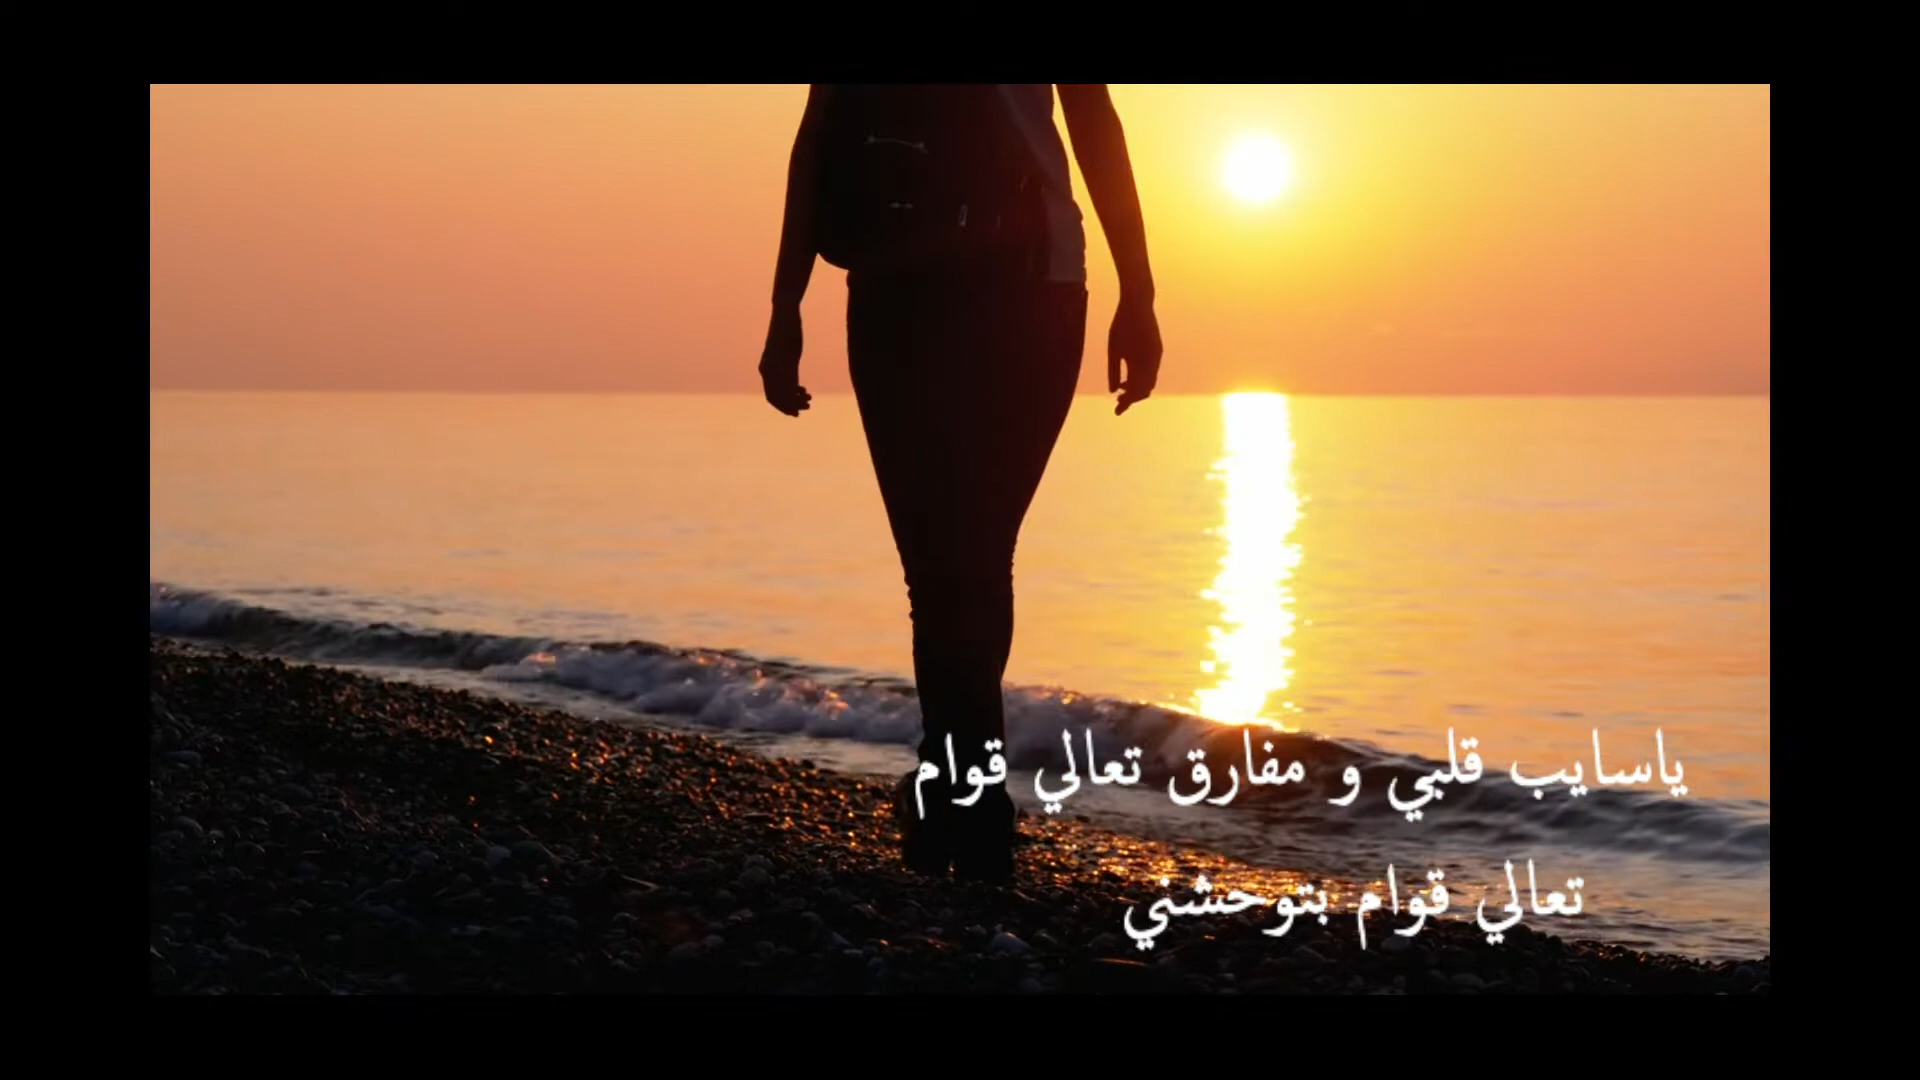 ياسايب قلبي و مفارق تعالي قوام
تعالي قوام بتوحشني